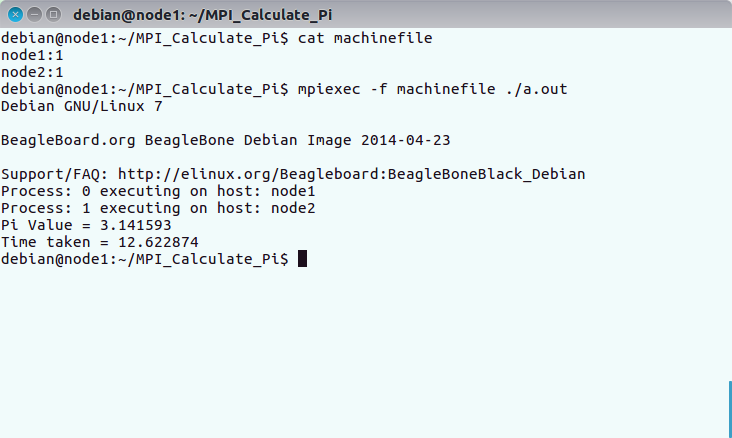 debian@node1: ~/MPI_Calculate_Pi
debian@node1:~/MPI_Calculate_Pi$ cat machinefile
node1:1
node2:1
debian@node1:~/MPI_Calculate_Pi$ mpiexec -f machinefile ./a.out
Debian GNU/Linux 7
BeagleBoard.org BeagleBone Debian Image 2014-04-23
Support/FAQ: http://elinux.org/Beagleboard:BeagleBoneBlack_Debian
Process: 0 executing on host: node1
Process: 1 executing on host: node2
Pi Value = 3.141593
Time taken = 12.622874
debian@node1:~/MPI_Calculate_Pi$